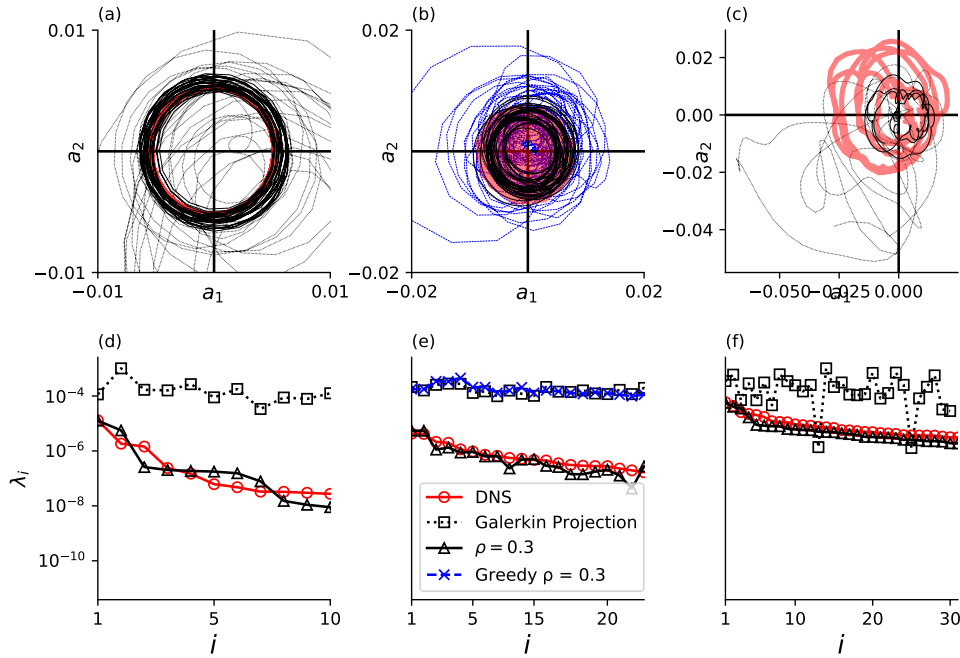 (a)
(b)
(c)
0.01
−0.01
a2
−0.01
a1
0.01
0.02
−0.02
a2
−0.02
a1
0.02
0.02
0.00
−0.02
−0.04
a2
−0.050
−0.025
0.000
a1
(d)
(e)
(f)
10−4
10−6
10−8
10−10
λi
1
5
10
i
DNS
Galerkin Projection
ρ = 0.3
Greedy ρ = 0.3
1
5
15
20
i
1
10
20
30
i